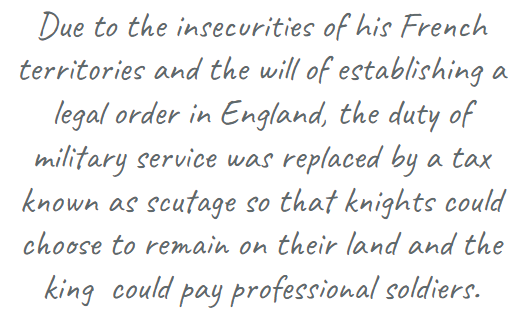 Due to the insecurities of his French
territories and the will of establishing a
legal order in England, the duty of
military service was replaced by a tax
known as scutage so that knights could
choose to remain on their land and the
king  could pay professional soldiers.